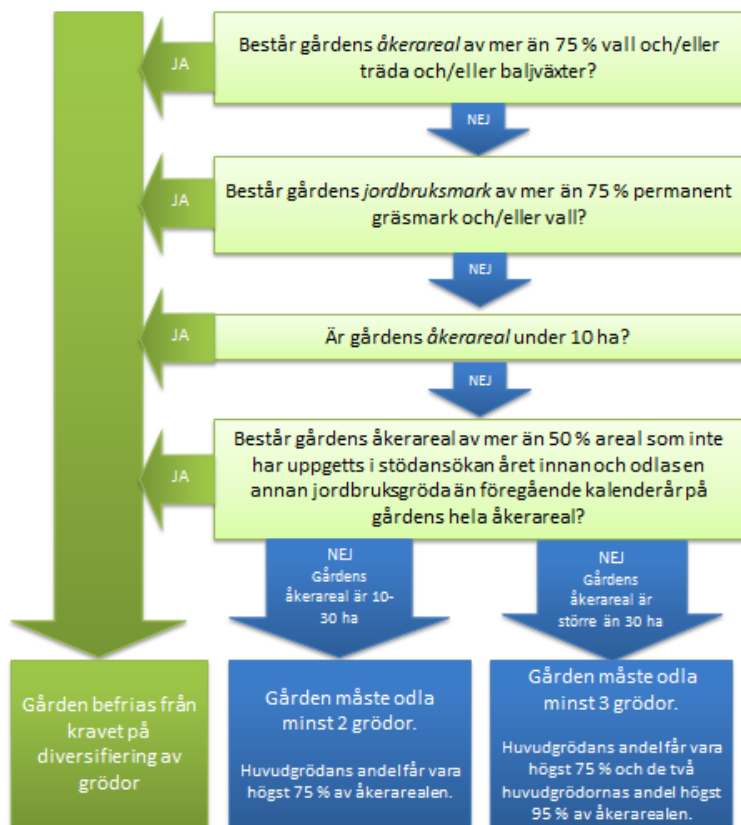 Består gårdens åkerareal av mer än 75 % vall och/eller
träda och/eller baljväxter?
JA
NEJ
Består gårdens jordbruksmark av mer än 75 % permanent
gräsmark och/eller vall?
JA
NEJ
Är gårdens åkerareal under 10 ha?
JA
NEJ
Består gårdens åkerareal av mer än 50 % areal som inte
har uppgetts i stödansökan året innan och odlas en
annan jordbruksgröda än föregående kalenderår på
gårdens hela åkerareal?
JA
NEJ
Gårdens
åkerareal är 10-
30 ha
NEJ
Gårdens
åkerareal är
större än 30 ha
Gården befrias från
kravet på
diversifiering av
grödor
Gården måste odla
minst 2 grödor.
Huvudgrödans andel får vara
högst 75 % av åkerarealen.
Gården måste odla
minst 3 grödor.
Huvudgrödans andel får vara
högst 75 % och de två
huvudgrödornas andel högst
95 % av åkerarealen.